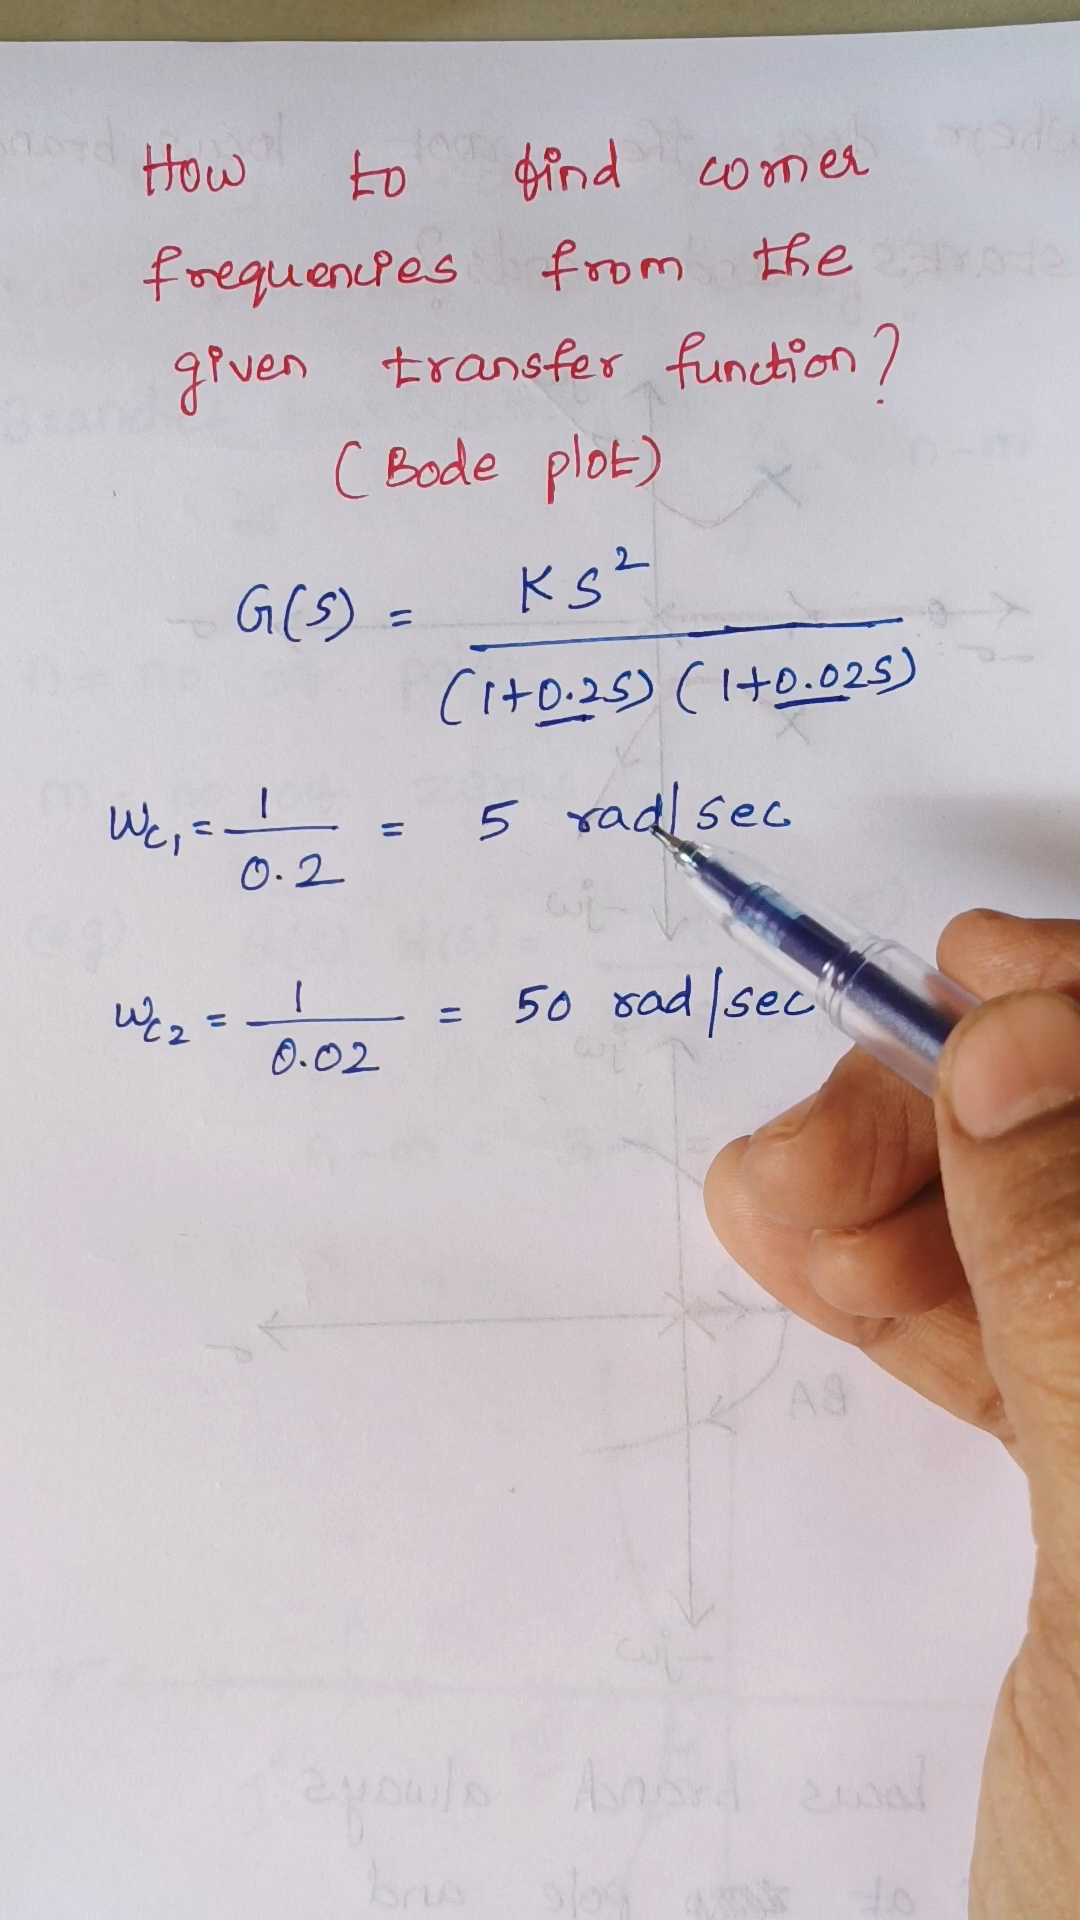 How to find corner
frequencies from the
given transfer function?
(Bode plot)
G(S) = KS²
(1+0.2S) (1+0.02S)
Wc₁ = 1/0.2 = 5 rad/sec
Wc2 = 1/0.02 = 50 rad/sec